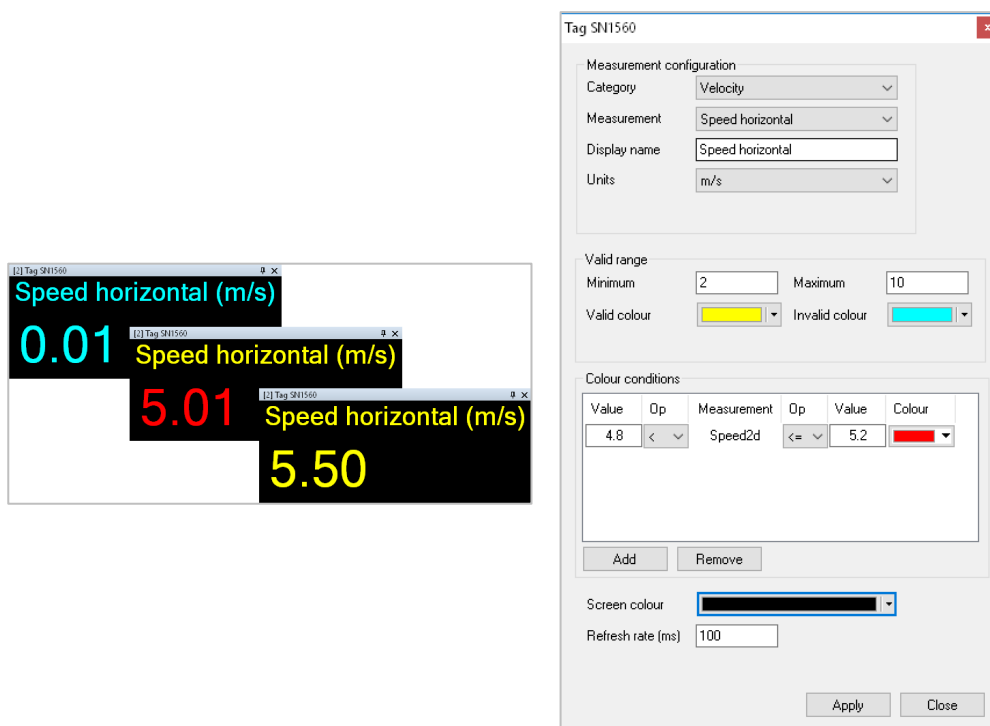 [2] Tag SN1560
Speed horizontal (m/s)
0.01
[2] Tag SN1560
Speed horizontal (m/s)
5.01
[2] Tag SN1560
Speed horizontal (m/s)
5.50
Tag SN1560
Measurement configuration
Category Velocity
Measurement Speed horizontal
Display name Speed horizontal
Units m/s
Valid range
Minimum 2 Maximum 10
Valid colour Invalid colour
Colour conditions
Value Op Measurement Op Value Colour
4.8 < Speed2d <= 5.2
Add Remove
Screen colour
Refresh rate (ms) 100
Apply Close